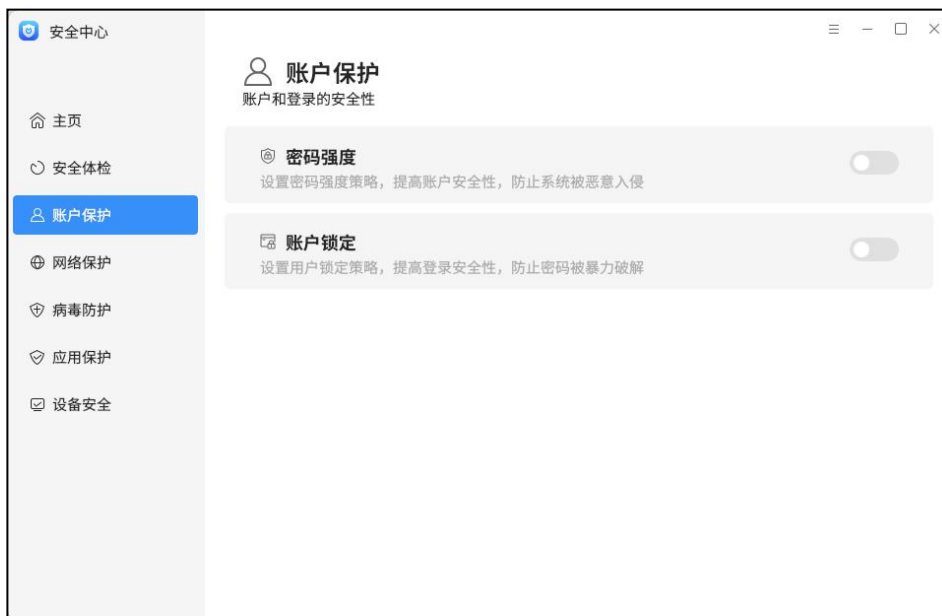 安全中心
账户保护
账户和登录的安全性
主页
安全体检
账户保护
网络保护
病毒防护
应用保护
设备安全
密码强度
设置密码强度策略，提高账户安全性，防止系统被恶意入侵
账户锁定
设置用户锁定策略，提高登录安全性，防止密码被暴力破解